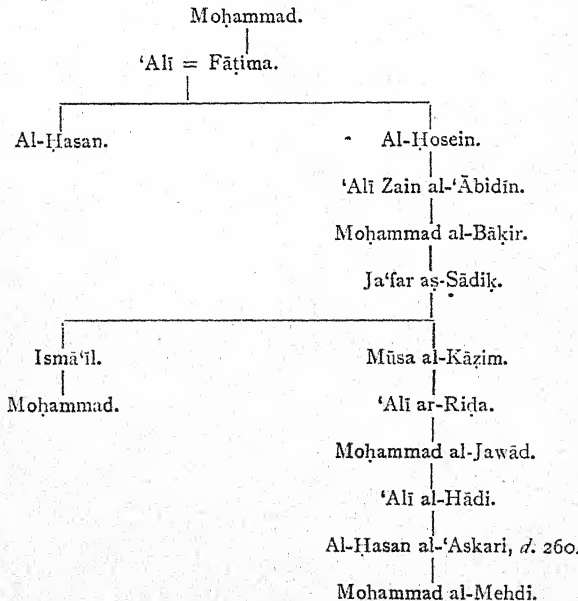 Moḥammad.
‘Alī = Fāṭima.
Al-Ḥasan. Al-Ḥosein.
‘Alī Zain al-‘Ābidīn.
Moḥammad al-Bāḳir.
Ja‘far aṣ-Sādiḳ.
Ismā‘īl. Mūsa al-Kāẓim.
Moḥammad. ‘Alī ar-Riḍa.
Moḥammad al-Jawād.
‘Alī al-Hādi.
Al-Ḥasan al-‘Askari, d. 260.
Moḥammad al-Mehdi.